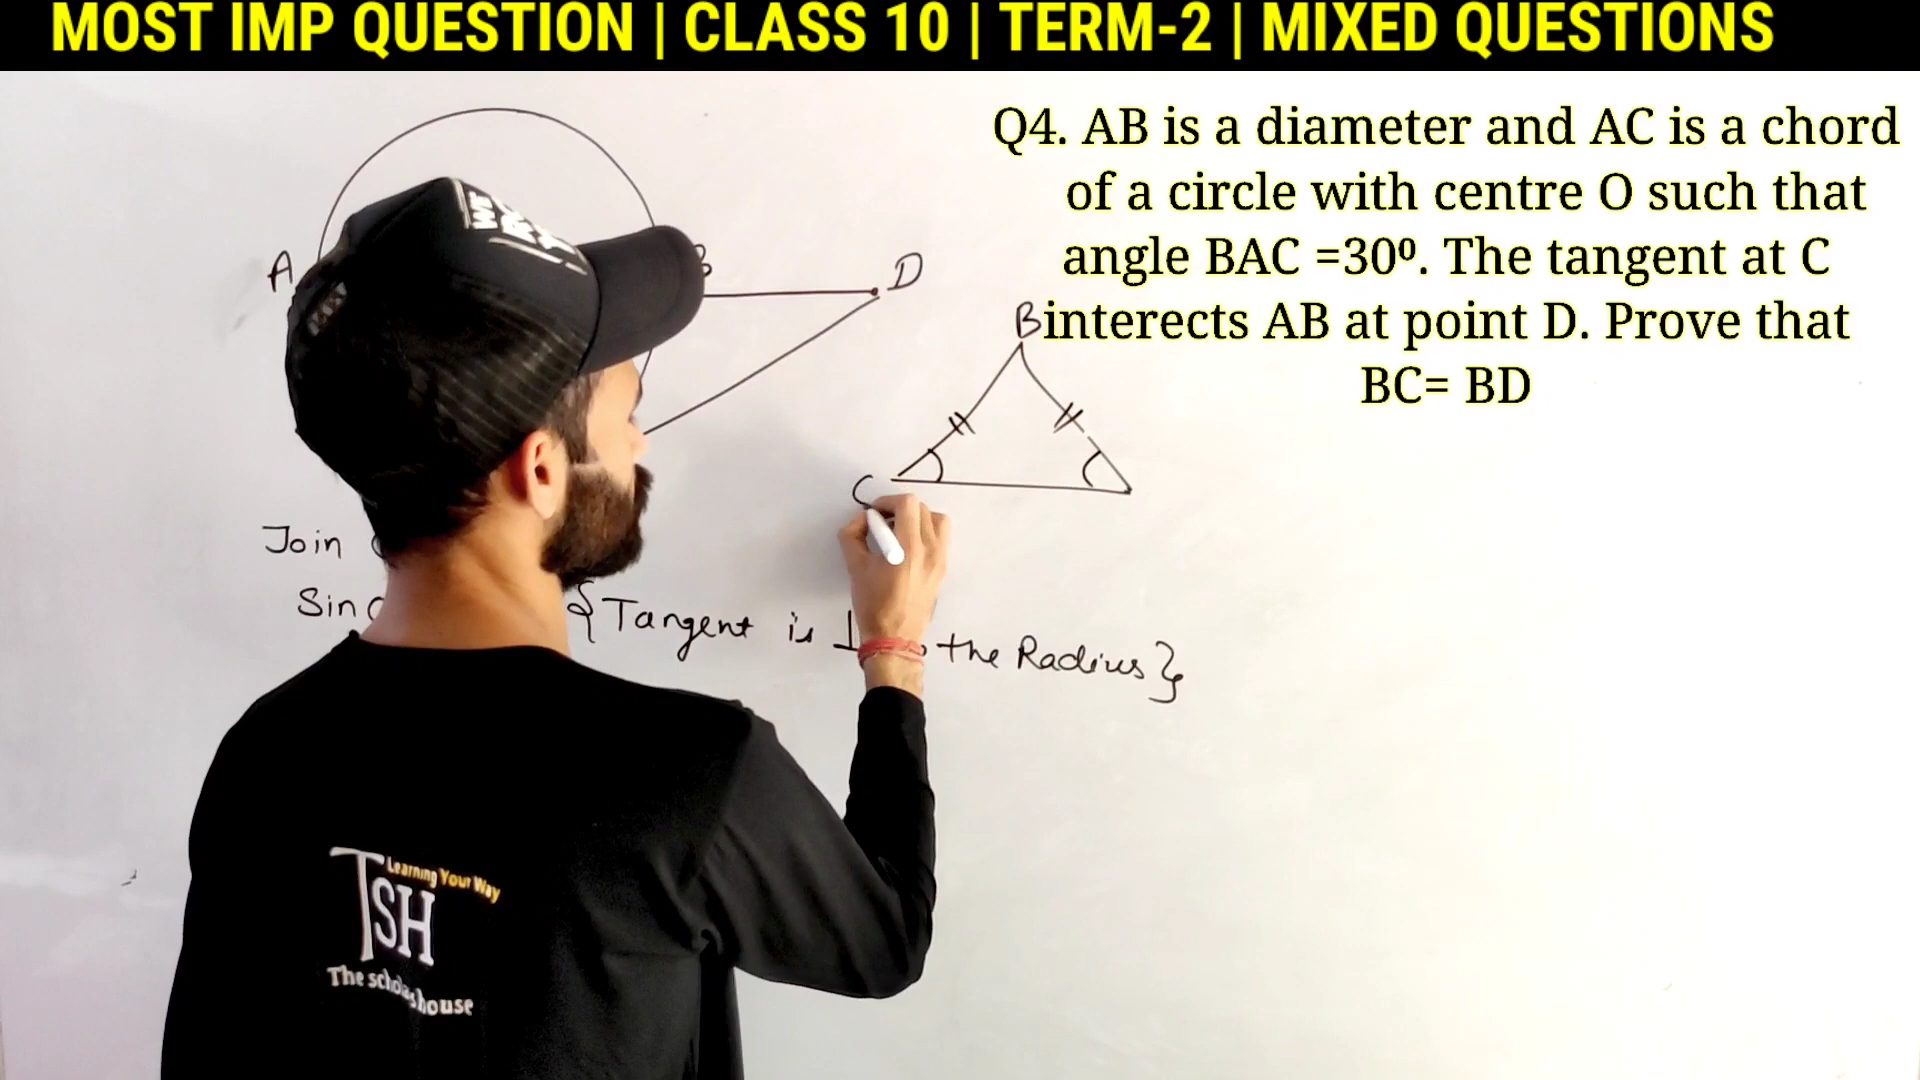 MOST IMP QUESTION | CLASS 10 | TERM-2 | MIXED QUESTIONS
Q4. AB is a diameter and AC is a chord
of a circle with centre O such that
angle BAC =30⁰. The tangent at C
interects AB at point D. Prove that
BC= BD
A
B
D
B
C
Join
Sin
{Tangent is ⊥ the Radius}
Learning Your Way
TSH
The scholars house